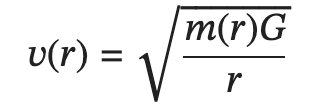 v(r) = √(m(r)G / r)